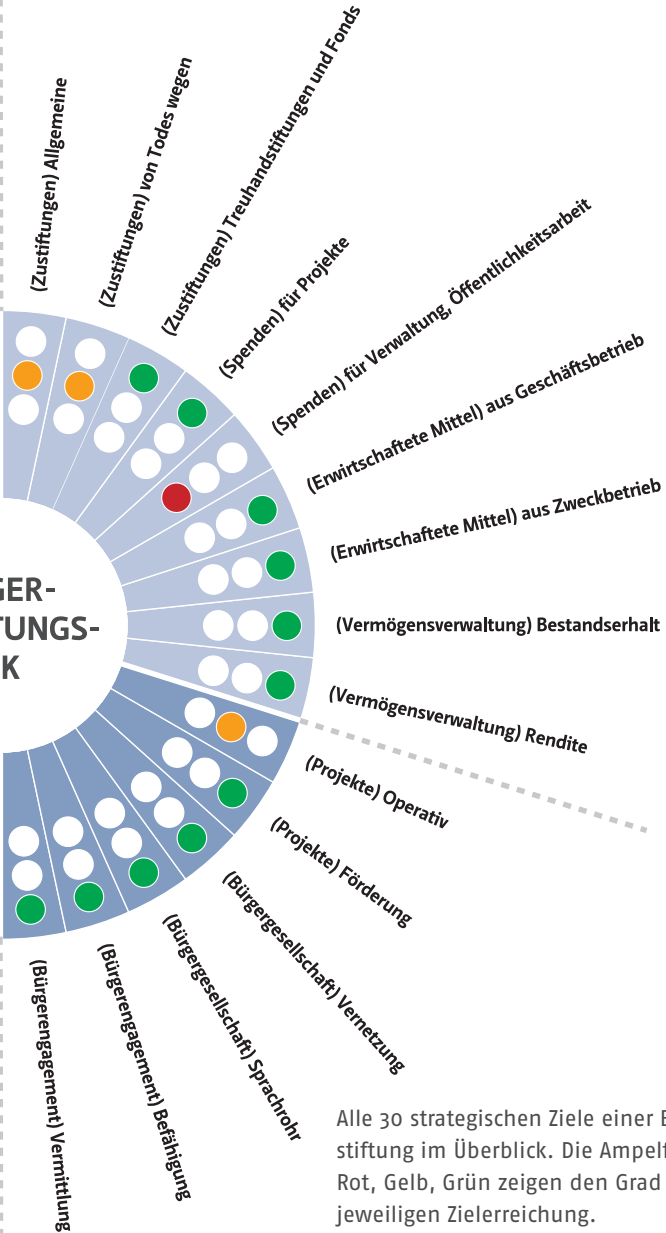 (Zustiftungen) Allgemeine
(Zustiftungen) von Todes wegen
(Zustiftungen) Treuhandstiftungen und Fonds
(Spenden) für Projekte
(Spenden) für Verwaltung, Öffentlichkeitsarbeit
(Erwirtschaftete Mittel) aus Geschäftsbetrieb
(Erwirtschaftete Mittel) aus Zweckbetrieb
(Vermögensverwaltung) Bestandserhalt
(Vermögensverwaltung) Rendite
(Projekte) Operativ
(Projekte) Förderung
(Bürgergesellschaft) Vernetzung
(Bürgergesellschaft) Sprachrohr
(Bürgerengagement) Befähigung
(Bürgerengagement) Vermittlung
GER-
TUNGS-
K
Alle 30 strategischen Ziele einer B
stiftung im Überblick. Die Ampelf
Rot, Gelb, Grün zeigen den Grad
jeweiligen Zielerreichung.